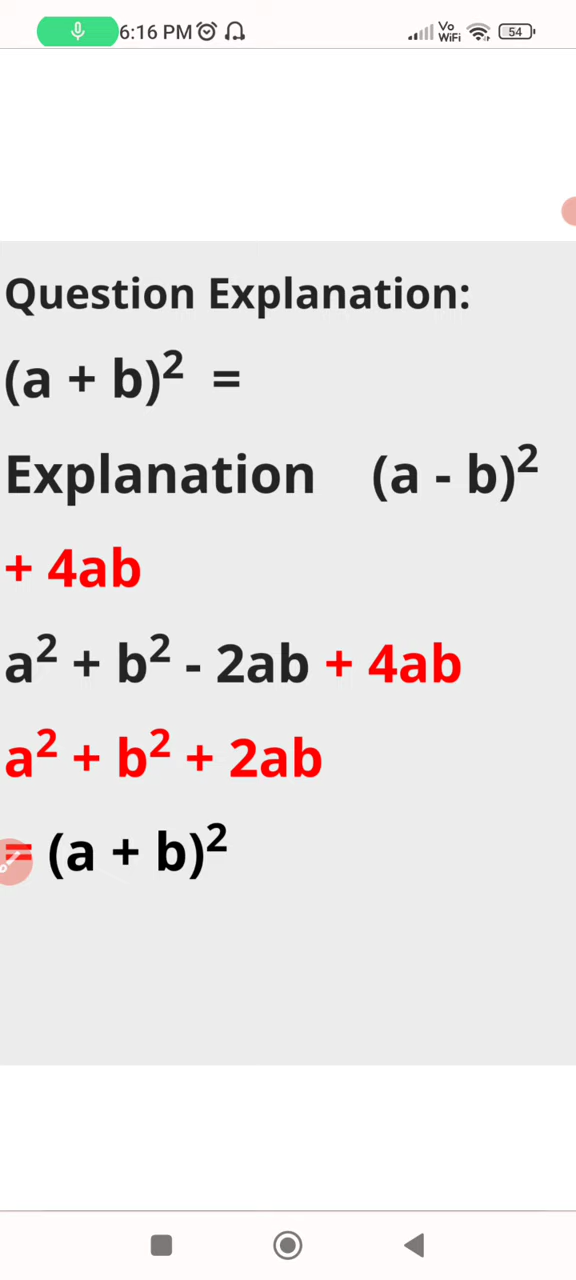 6:16 PM
Vo WiFi
54
Question Explanation:
(a + b)² =
Explanation (a - b)²
+ 4ab
a² + b² - 2ab + 4ab
a² + b² + 2ab
= (a + b)²